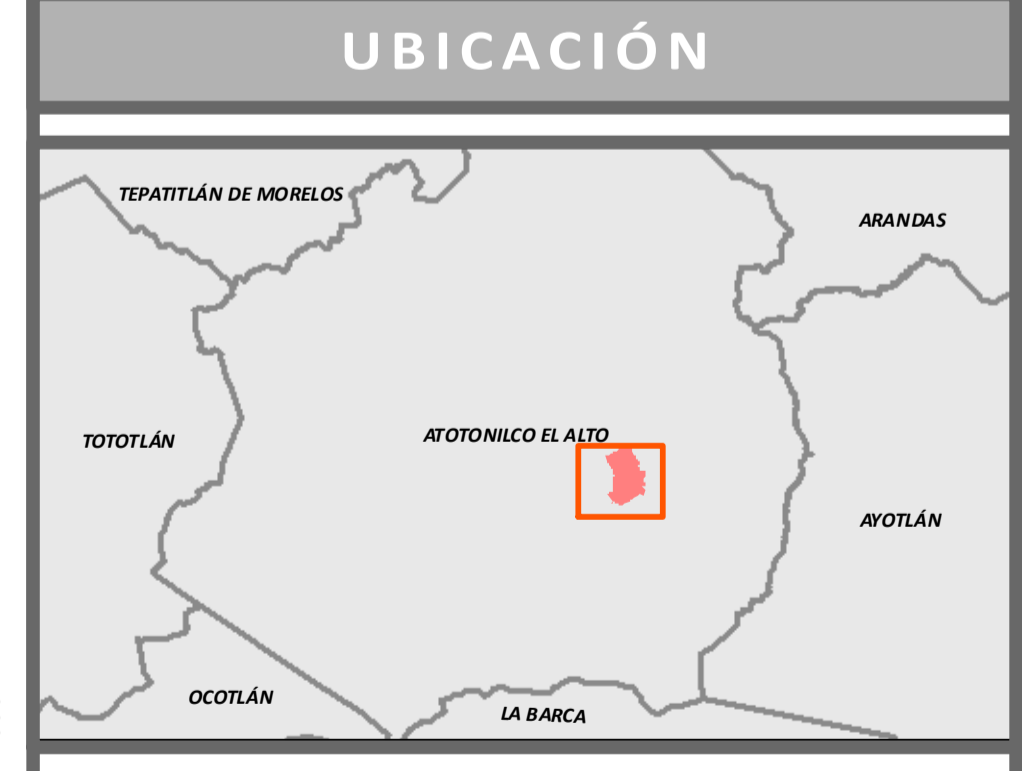 UBICACIÓN
TEPATITLÁN DE MORELOS
ARANDAS
ATOTONILCO EL ALTO
TOTOTLÁN
AYOTLÁN
OCOTLÁN
LA BARCA